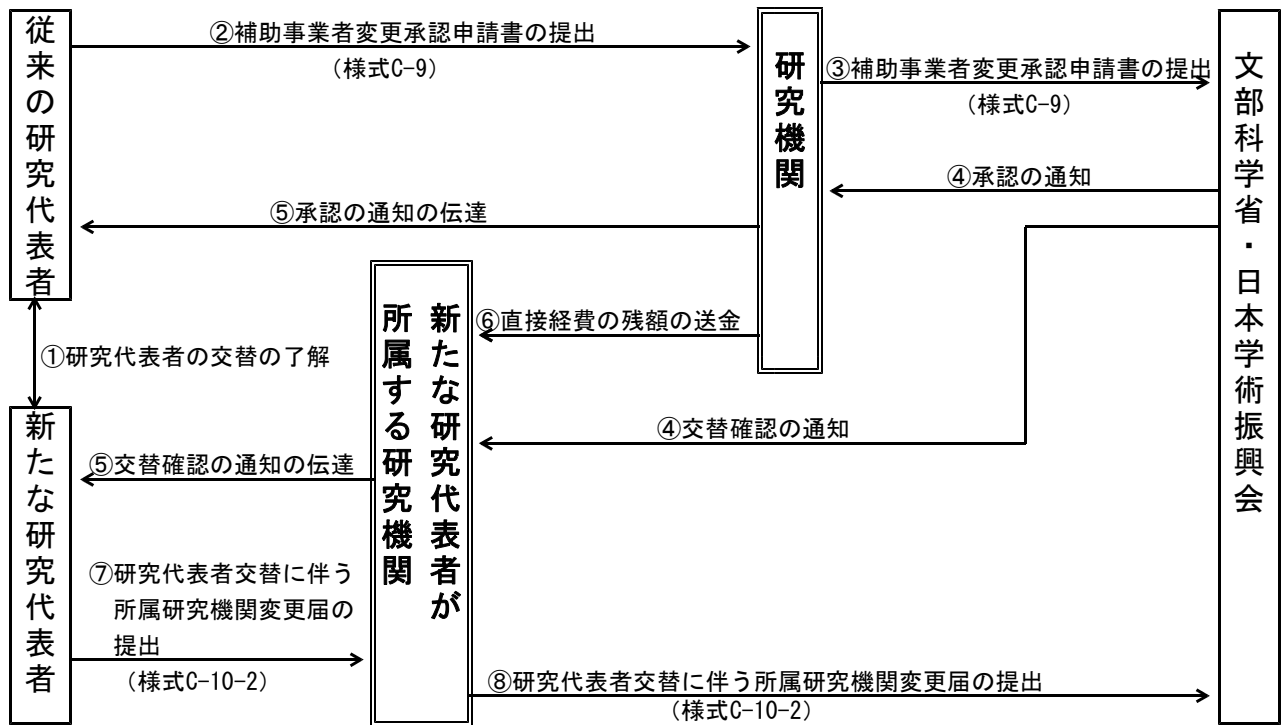 従来の研究代表者
②補助事業者変更承認申請書の提出
(様式C-9)
研究機関
③補助事業者変更承認申請書の提出
(様式C-9)
文部科学省・日本学術振興会
④承認の通知
⑤承認の通知の伝達
①研究代表者の交替の了解
新たな研究代表者が
所属する研究機関
⑥直接経費の残額の送金
④交替確認の通知
新たな研究代表者
⑤交替確認の通知の伝達
⑦研究代表者交替に伴う
所属研究機関変更届の
提出
(様式C-10-2)
⑧研究代表者交替に伴う所属研究機関変更届の提出
(様式C-10-2)